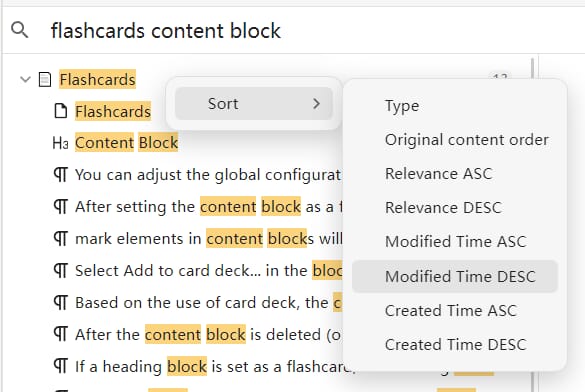 flashcards content block
Flashcards
Flashcards
Content Block
You can adjust the global configurat
After setting the content block as a
mark elements in content blocks will
Select Add to card deck... in the
Based on the use of card deck, the
After the content block is deleted (o
If a heading block is set as a flashcard,
Sort
Type
Original content order
Relevance ASC
Relevance DESC
Modified Time ASC
Modified Time DESC
Created Time ASC
Created Time DESC